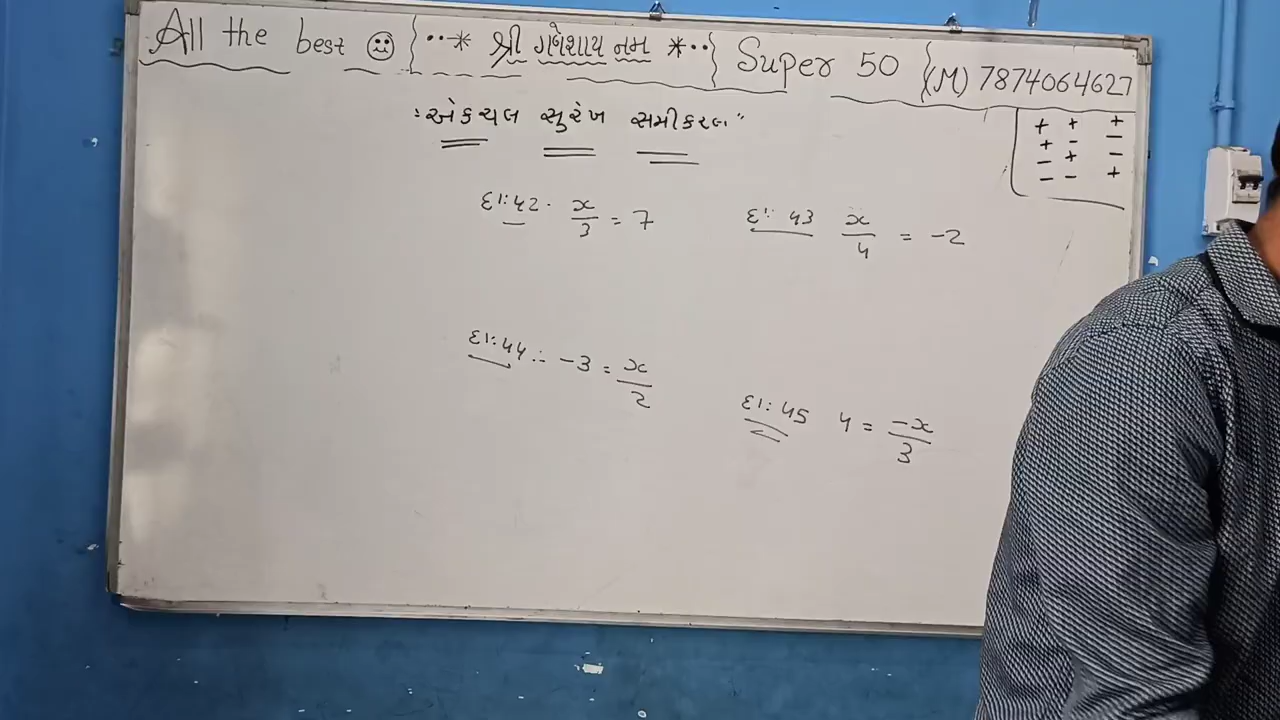 All the best ☺ ..* શ્રી ગણેશાય નમ *.. Super 50 (M) 7874064627
:એકચલ સુરેખ સમીકરણ"
+ + +
+ - -
- + -
- - +
દા:42. x/3 = 7
દા: 43 x/4 = -2
દા:44 ∴ -3 = x/2
દા: 45 4 = -x/3